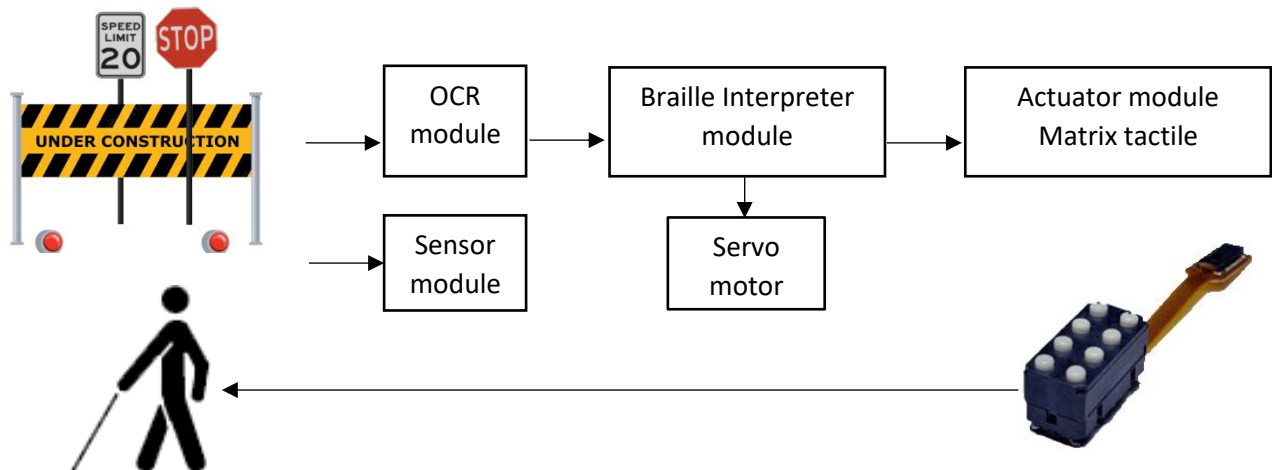 SPEED
LIMIT
20
STOP
UNDER CONSTRUCTION
OCR
module
Braille Interpreter
module
Actuator module
Matrix tactile
Sensor
module
Servo
motor